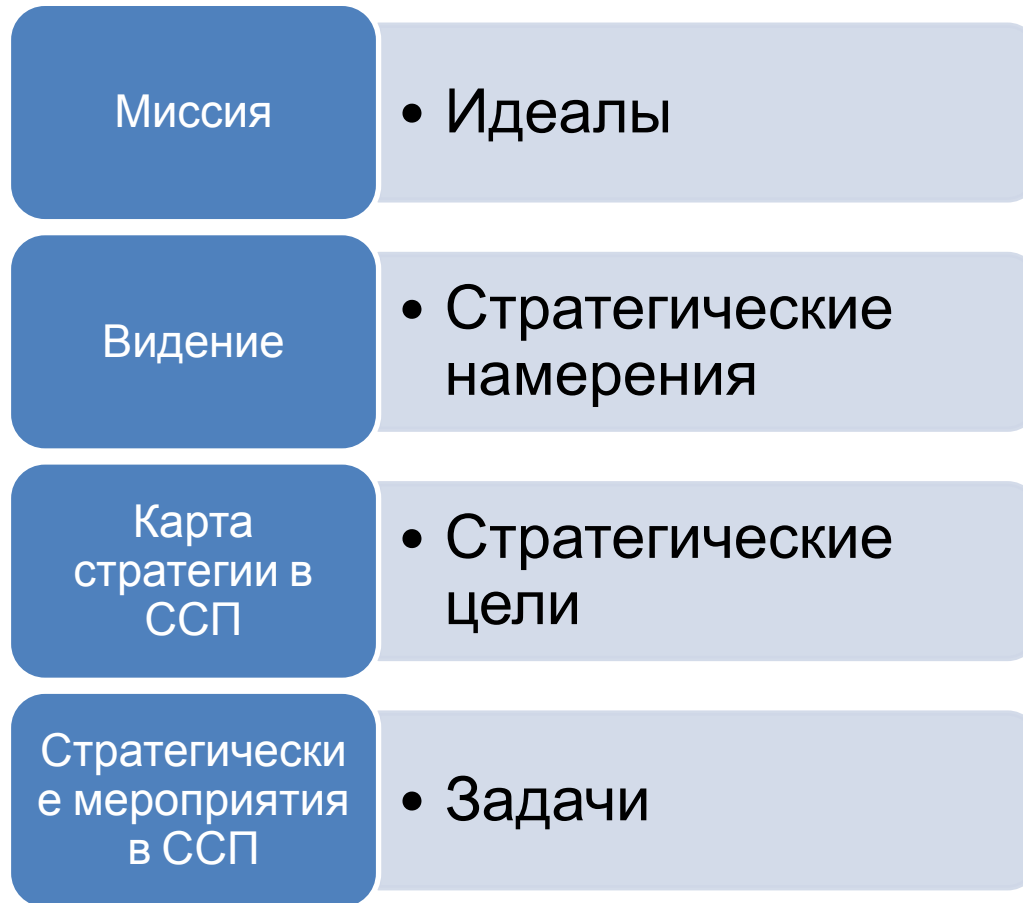 Миссия
• Идеалы
Видение
• Стратегические
намерения
Карта
стратегии в
ССП
• Стратегические
цели
Стратегически
е мероприятия
в ССП
• Задачи